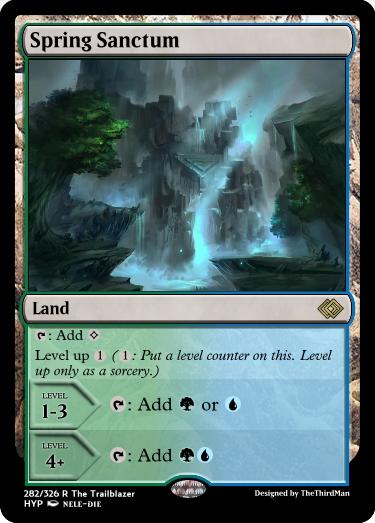 Spring Sanctum
Land
: Add
Level up 1 ( 1: Put a level counter on this. Level
up only as a sorcery.)
LEVEL
1-3
: Add or
LEVEL
4+
: Add
282/326 R The Trailblazer
HYP NELE-DIE
Designed by TheThirdMan